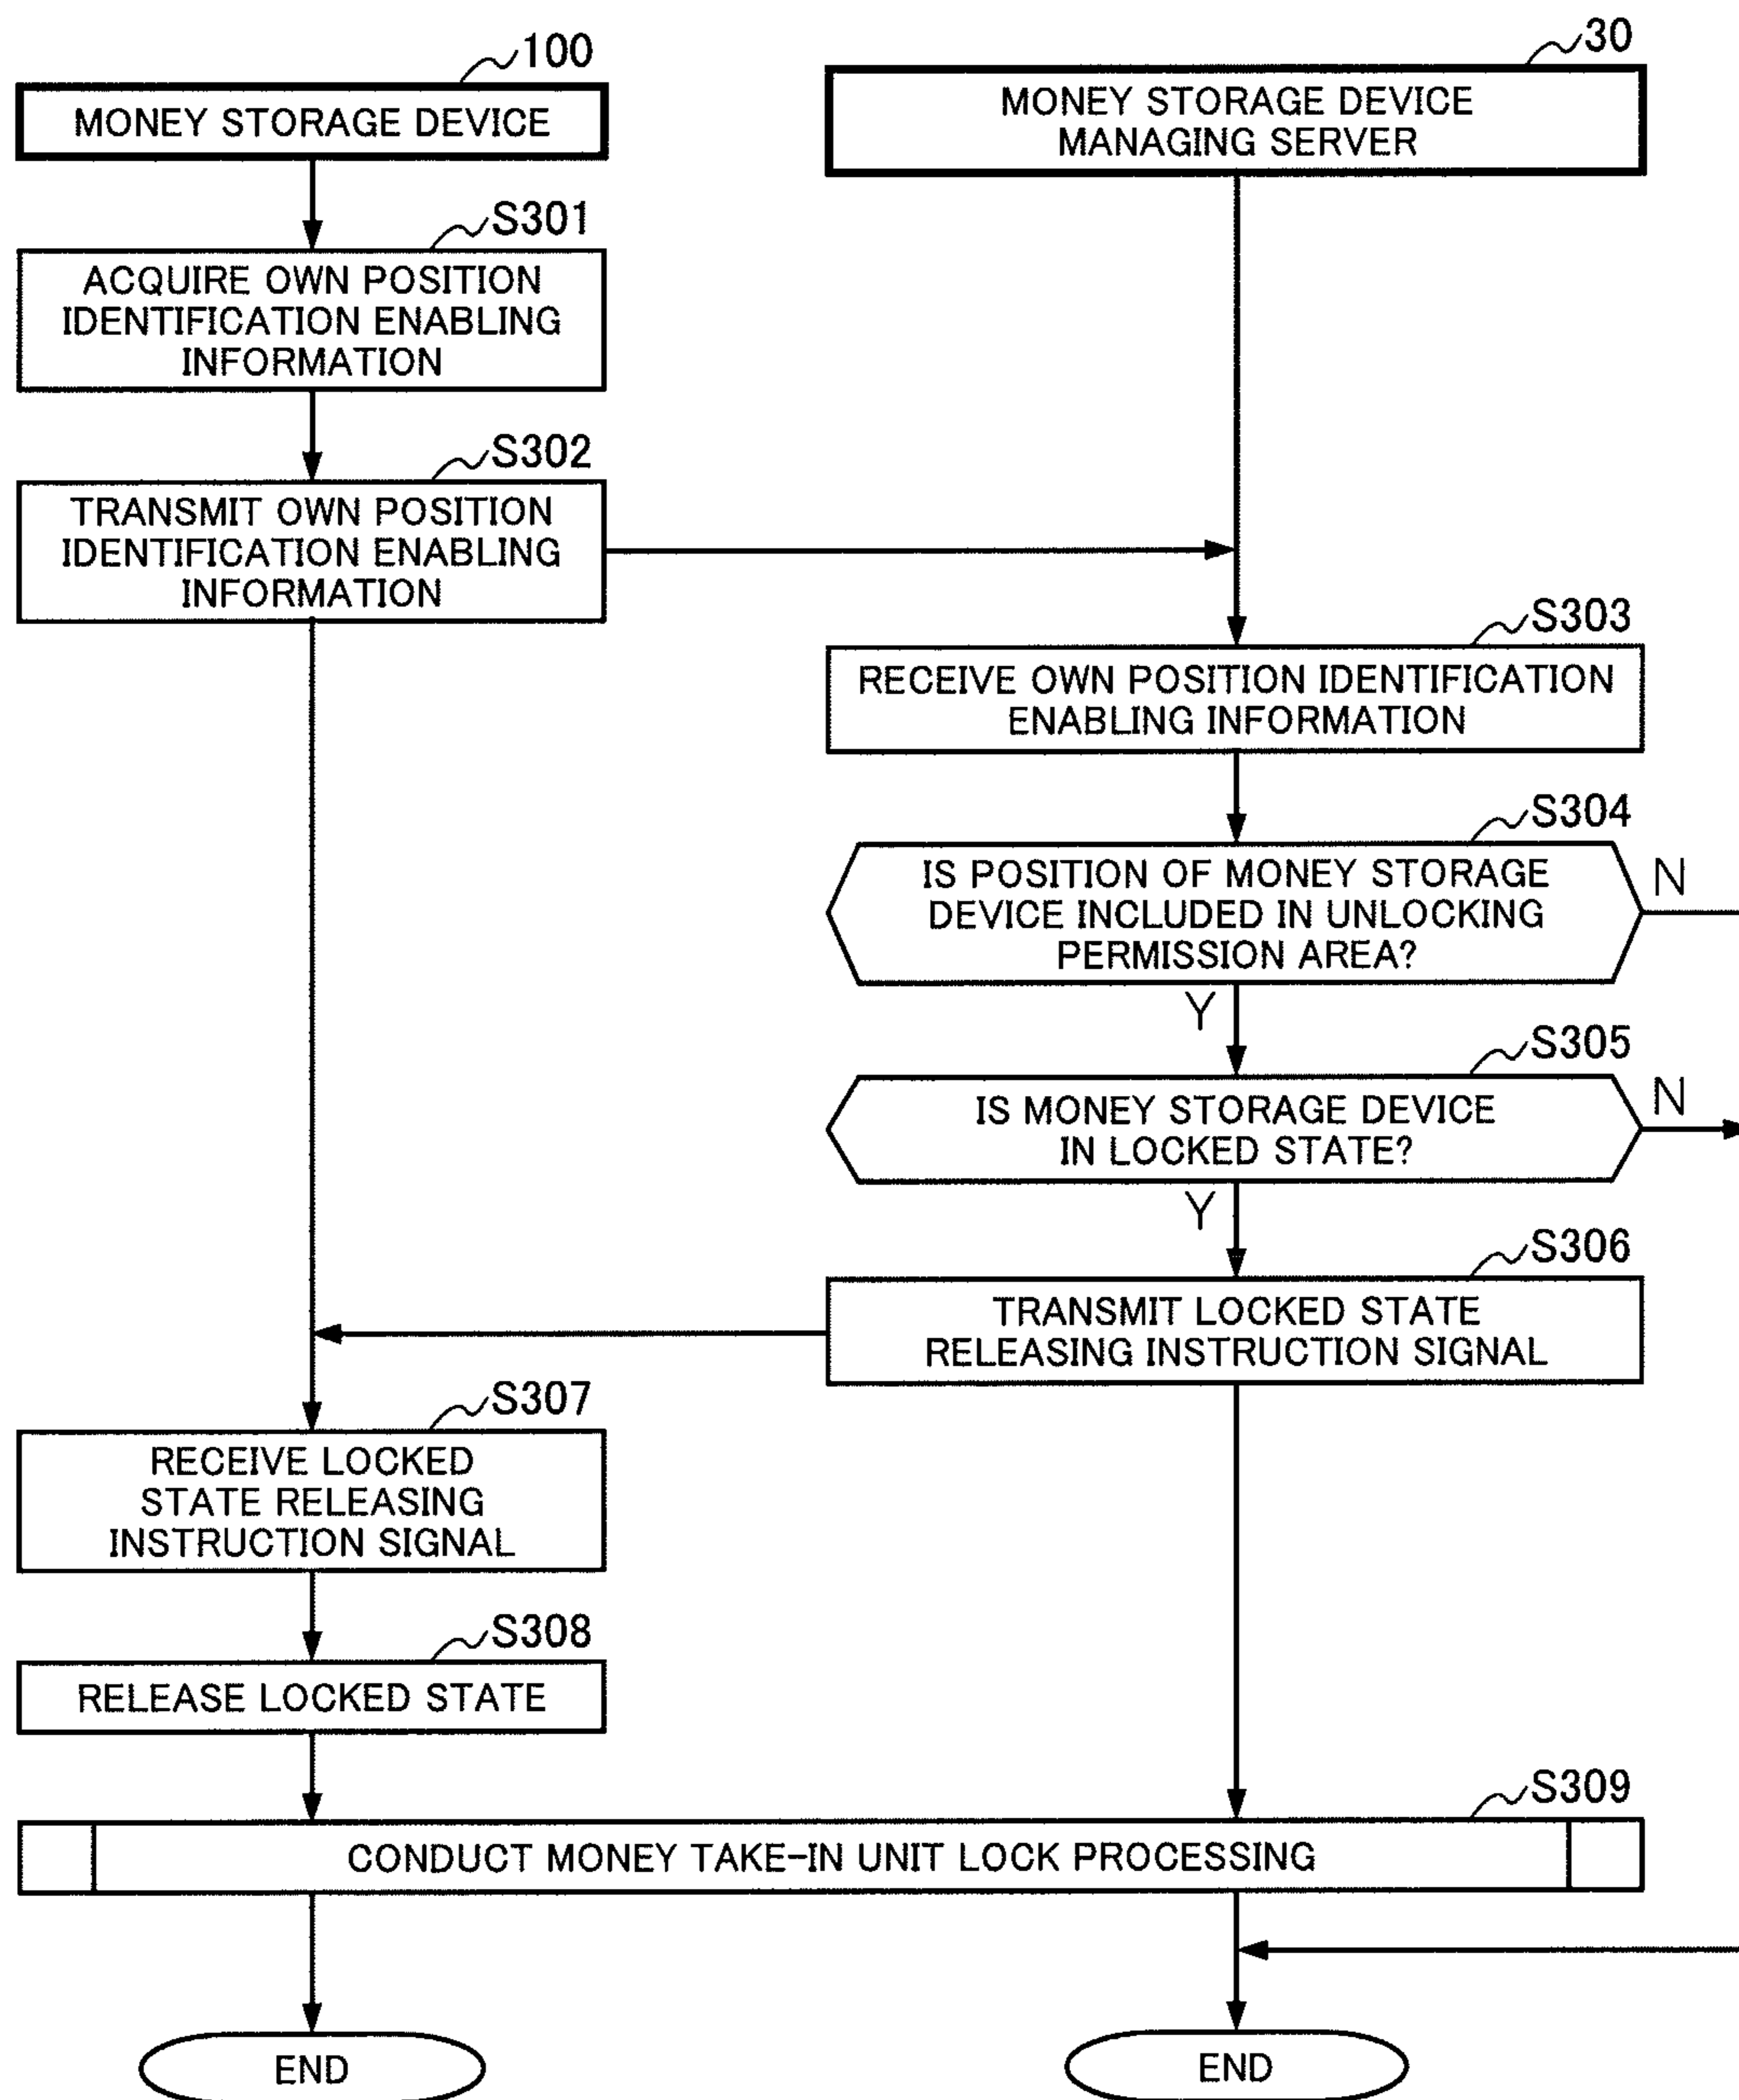 100
MONEY STORAGE DEVICE
30
MONEY STORAGE DEVICE
MANAGING SERVER
S301
ACQUIRE OWN POSITION
IDENTIFICATION ENABLING
INFORMATION
S302
TRANSMIT OWN POSITION
IDENTIFICATION ENABLING
INFORMATION
S303
RECEIVE OWN POSITION IDENTIFICATION
ENABLING INFORMATION
S304
IS POSITION OF MONEY STORAGE
DEVICE INCLUDED IN UNLOCKING
PERMISSION AREA?
N
Y
S305
IS MONEY STORAGE DEVICE
IN LOCKED STATE?
N
Y
S306
TRANSMIT LOCKED STATE
RELEASING INSTRUCTION SIGNAL
S307
RECEIVE LOCKED
STATE RELEASING
INSTRUCTION SIGNAL
S308
RELEASE LOCKED STATE
S309
CONDUCT MONEY TAKE-IN UNIT LOCK PROCESSING
END
END